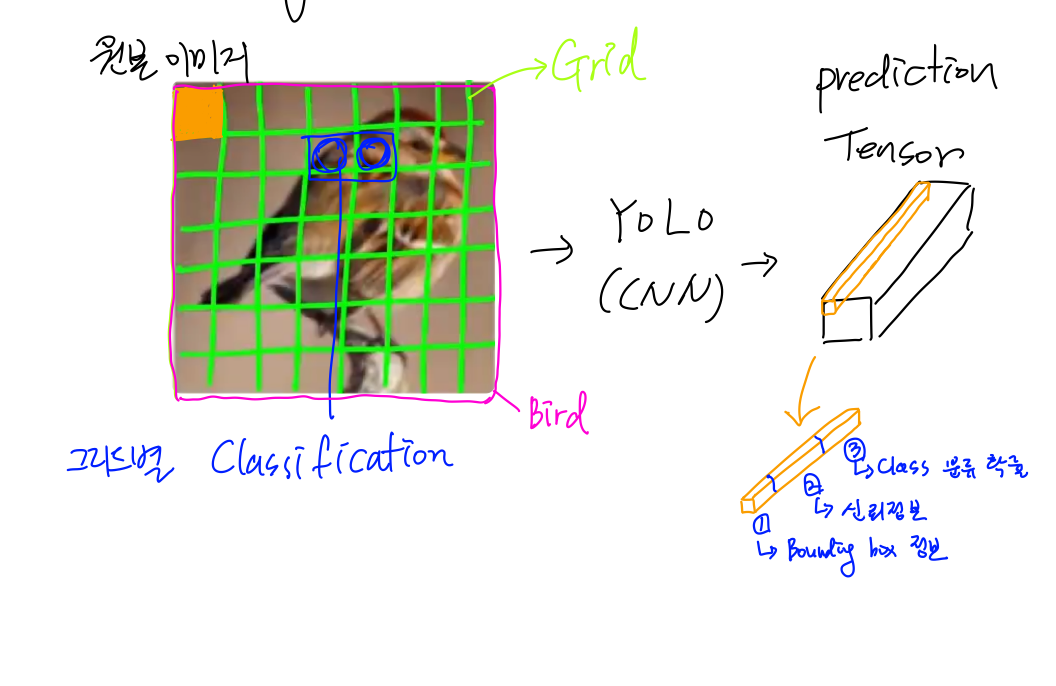 원본 이미지
Grid
prediction
Tensor
YOLO
(CNN)
Bird
그리드별 Classification
①
↳ Bounding box 정보
②
↳ 신뢰정보
③
↳ Class 분류 확률